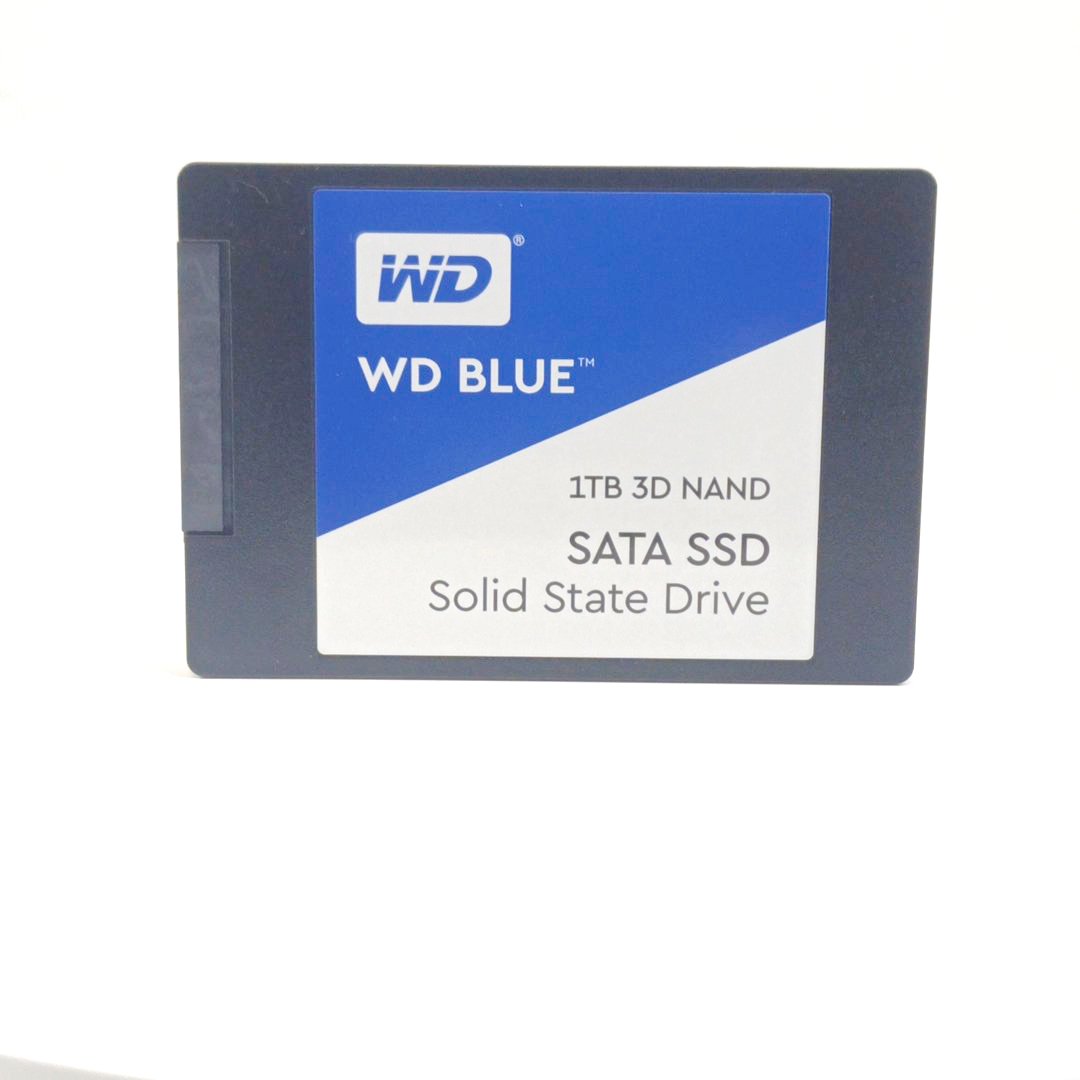 WD®
WD BLUE™
1TB 3D NAND
SATA SSD
Solid State Drive